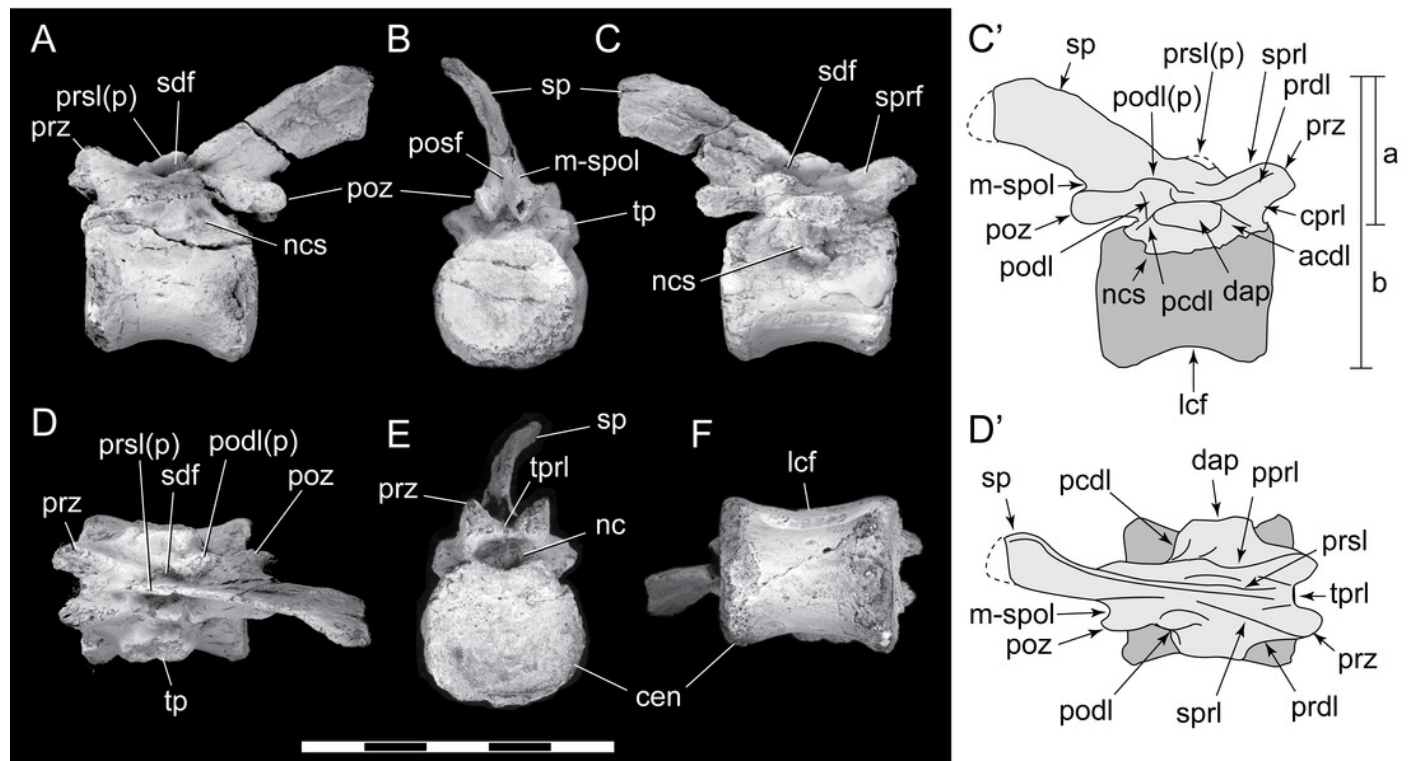 A
B
C
C’
prsl(p)
sdf
prz
sp
posf
m-spol
poz
tp
ncs
sdf
sprf
ncs
sp
prsl(p)
sprl
podl(p)
prdl
prz
m-spol
poz
podl
ncs
pcdl
dap
acdl
cprl
lcf
a
b
D
E
F
D’
prsl(p)
podl(p)
sdf
poz
prz
tp
sp
tprl
prz
nc
cen
lcf
sp
pcdl
dap
pprl
prsl
tprl
m-spol
poz
podl
sprl
prdl
prz